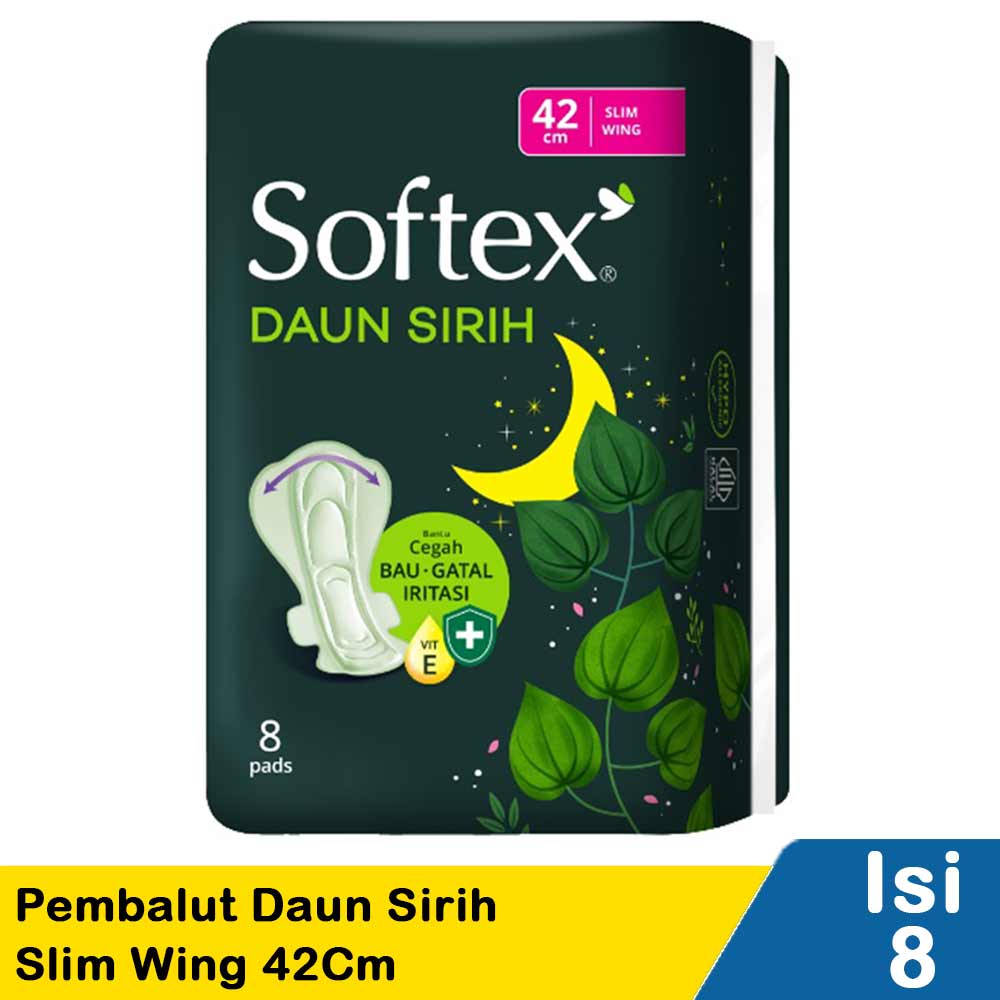 42
cm
SLIM
WING
Softex®
DAUN SIRIH
Bantu
Cegah
BAU · GATAL
IRITASI
VIT
E
8
pads
HYPO
Pembalut Daun Sirih
Slim Wing 42Cm
Isi
8